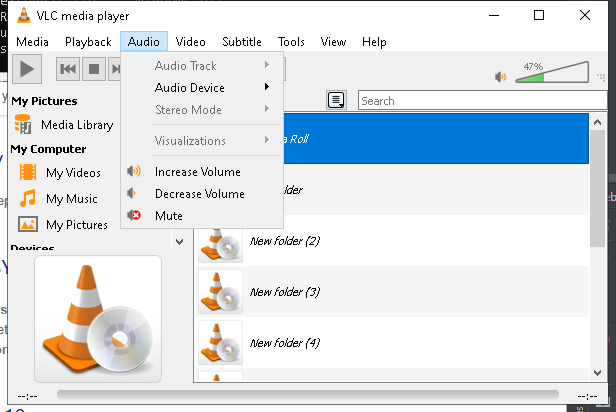 VLC media player
Media Playback Audio Video Subtitle Tools View Help
Audio Track
Audio Device
Stereo Mode
Visualizations
Increase Volume
Decrease Volume
Mute
47%
Search
My Pictures
Media Library
My Computer
My Videos
My Music
My Pictures
Devices
Roll
New folder (2)
New folder (3)
New folder (4)
--:--
--:--